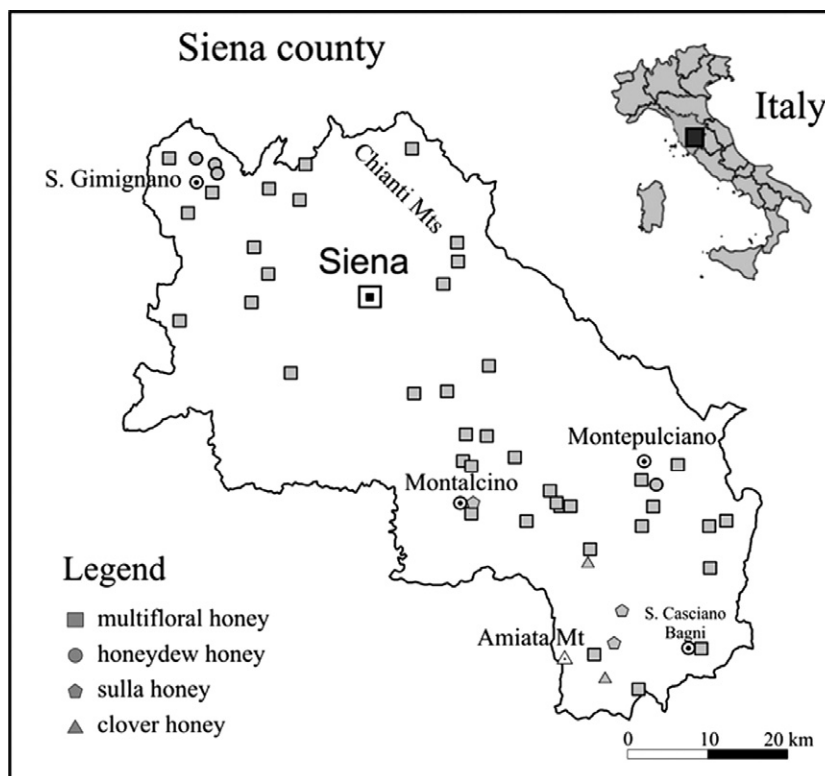 Siena county
Italy
Chianti Mts
S. Gimignano
Siena
Montepulciano
Montalcino
Legend
multifloral honey
honeydew honey
sulla honey
clover honey
Amiata Mt
S. Casciano
Bagni
0 10 20 km